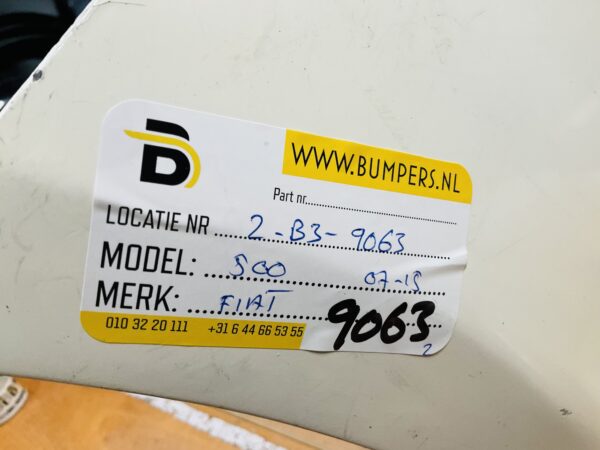 B
WWW.BUMPERS.NL
Part nr.
LOCATIE NR 2-B3-9063
MODEL: 500 07-15
MERK: FIAT
9063
2
010 32 20 111 +31 6 44 66 53 55